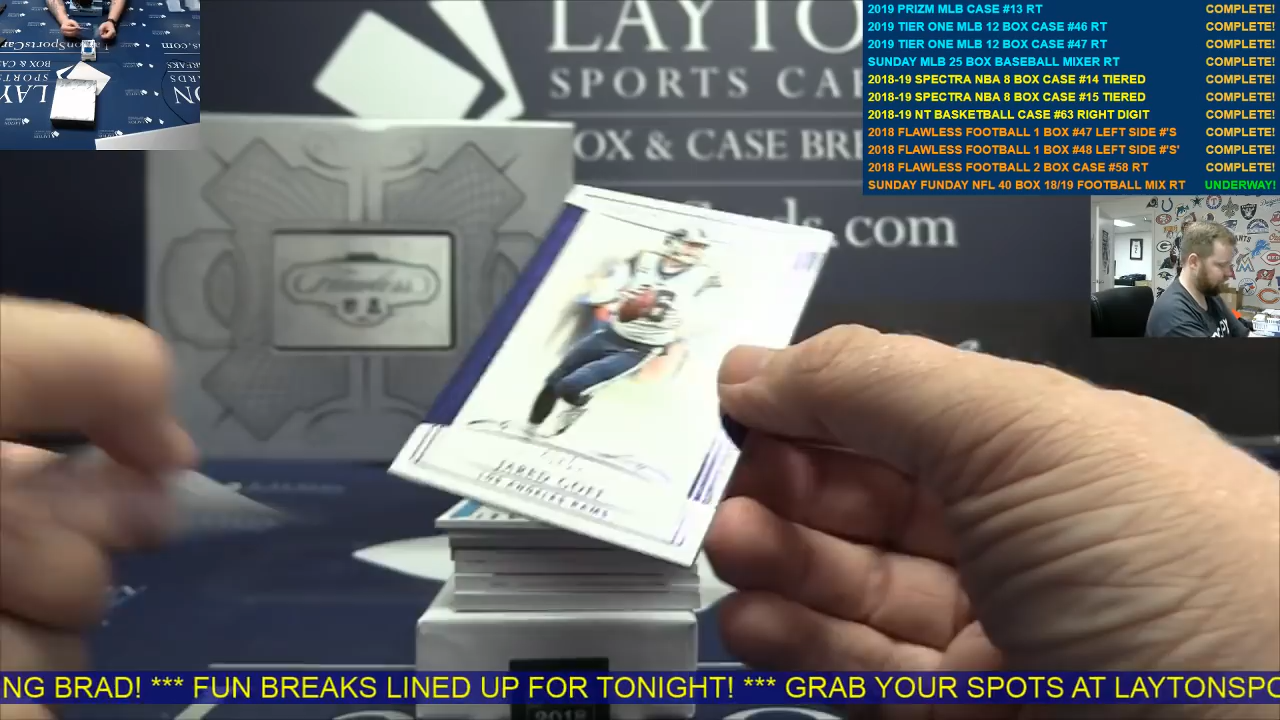 2019 PRIZM MLB CASE #13 RT COMPLETE!
2019 TIER ONE MLB 12 BOX CASE #46 RT COMPLETE!
2019 TIER ONE MLB 12 BOX CASE #47 RT COMPLETE!
SUNDAY MLB 25 BOX BASEBALL MIXER RT COMPLETE!
2018-19 SPECTRA NBA 8 BOX CASE #14 TIERED COMPLETE!
2018-19 SPECTRA NBA 8 BOX CASE #15 TIERED COMPLETE!
2018-19 NT BASKETBALL CASE #63 RIGHT DIGIT COMPLETE!
2018 FLAWLESS FOOTBALL 1 BOX #47 LEFT SIDE #'S COMPLETE!
2018 FLAWLESS FOOTBALL 1 BOX #48 LEFT SIDE #'S' COMPLETE!
2018 FLAWLESS FOOTBALL 2 BOX CASE #58 RT COMPLETE!
SUNDAY FUNDAY NFL 40 BOX 18/19 FOOTBALL MIX RT UNDERWAY!
LAYTO
SPORTS CAR
OX & CASE BRE
ds.com
Flawless
JARED GOFF
LOS ANGELES RAMS
2018
NG BRAD! *** FUN BREAKS LINED UP FOR TONIGHT! *** GRAB YOUR SPOTS AT LAYTONSPO